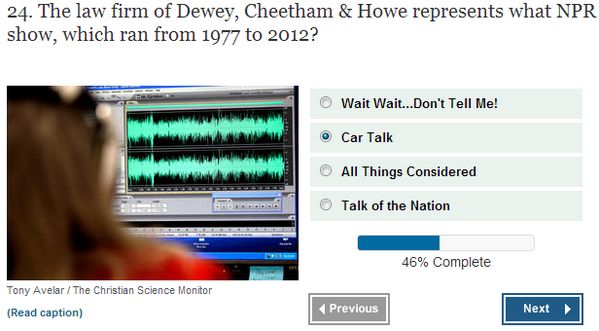 24. The law firm of Dewey, Cheetham & Howe represents what NPR
show, which ran from 1977 to 2012?
Wait Wait...Don't Tell Me!
Car Talk
All Things Considered
Talk of the Nation
46% Complete
Tony Avelar / The Christian Science Monitor
(Read caption)
Previous
Next